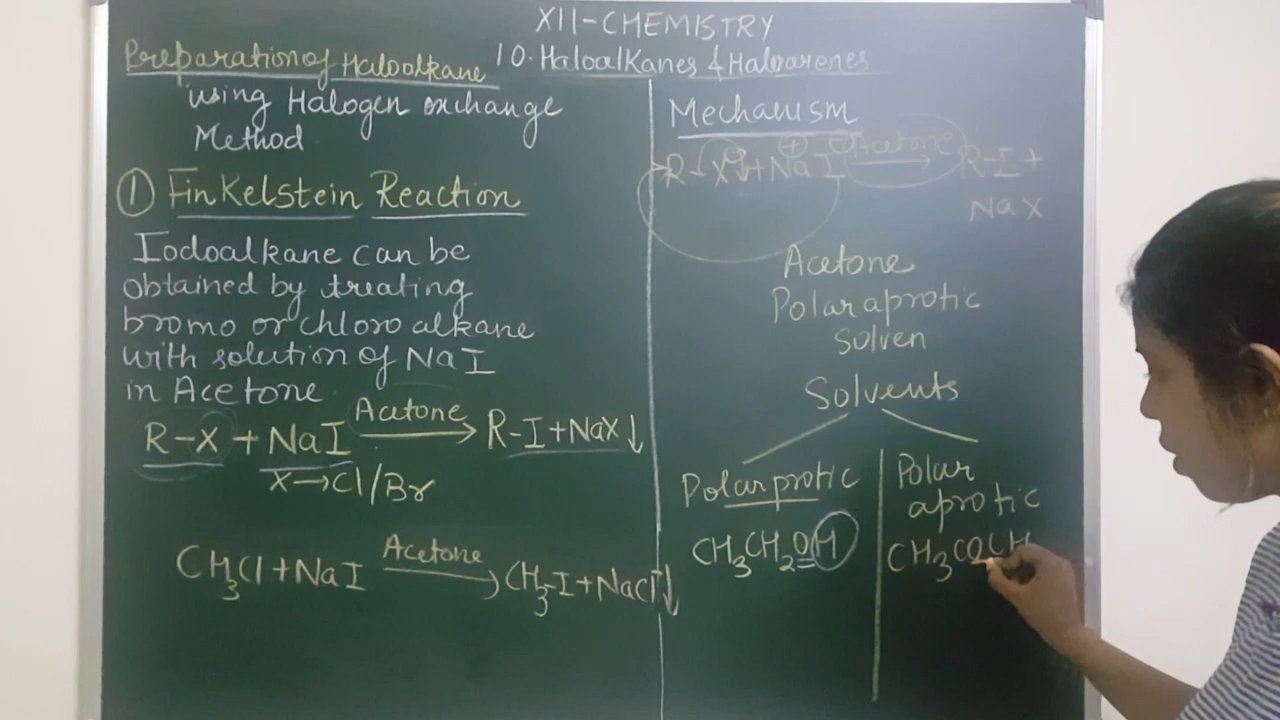 XII-CHEMISTRY
10. Haloalkanes & Haloarenes
Preparation of Haloalkane
using Halogen exchange
Method
① Finkelstein Reaction
Iodoalkane can be
obtained by treating
bromo or chloro alkane
with solution of NaI
in Acetone
R-X + NaI Acetone → R-I + NaX ↓
X → Cl/Br
CH₃Cl + NaI Acetone → CH₃-I + NaCl ↓
Mechanism
R-X + NaI Acetone → R-I +
NaX
Acetone
Polar aprotic
Solven
Solvents
Polar protic
CH₃CH₂OH
Polar
aprotic
CH₃COCH